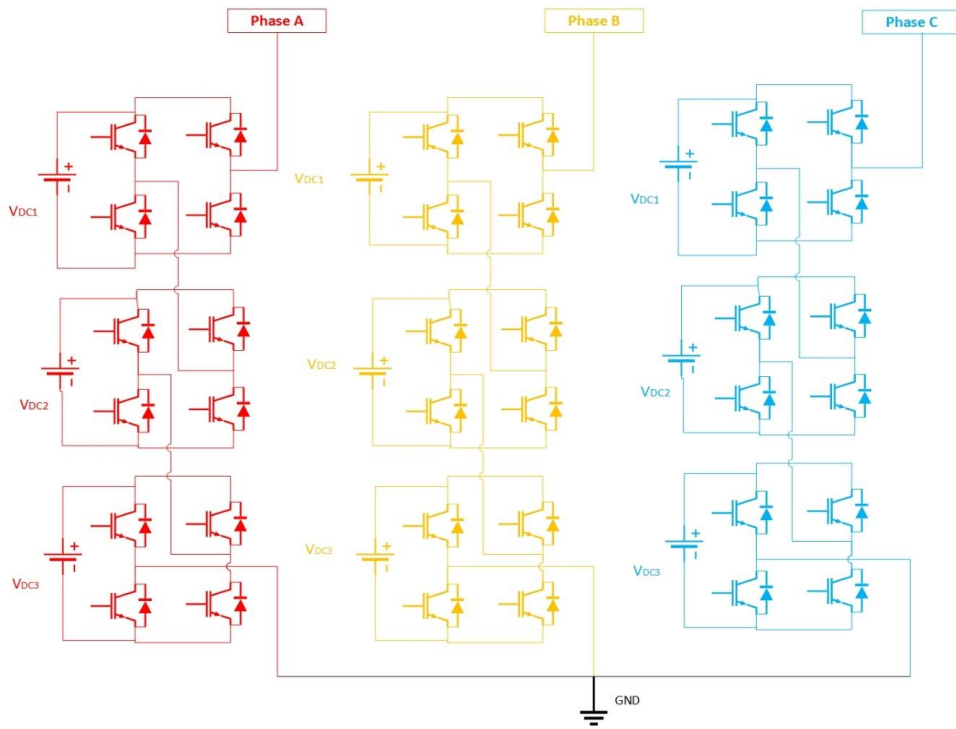 Phase A
Phase B
Phase C
VDC1
VDC1
VDC1
VDC2
VDC2
VDC2
VDC3
VDC3
VDC3
GND